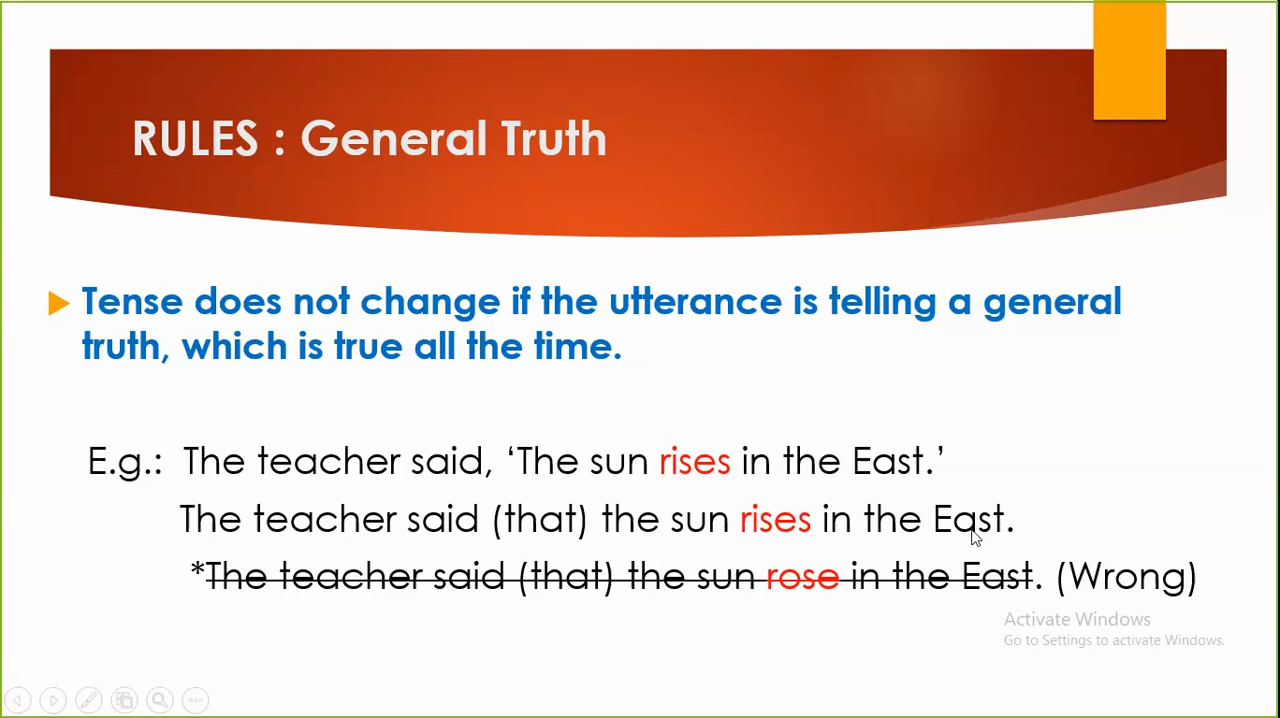 RULES : General Truth
Tense does not change if the utterance is telling a general
truth, which is true all the time.
E.g.: The teacher said, ‘The sun rises in the East.’
The teacher said (that) the sun rises in the East.
*The teacher said (that) the sun rose in the East. (Wrong)
Activate Windows
Go to Settings to activate Windows.